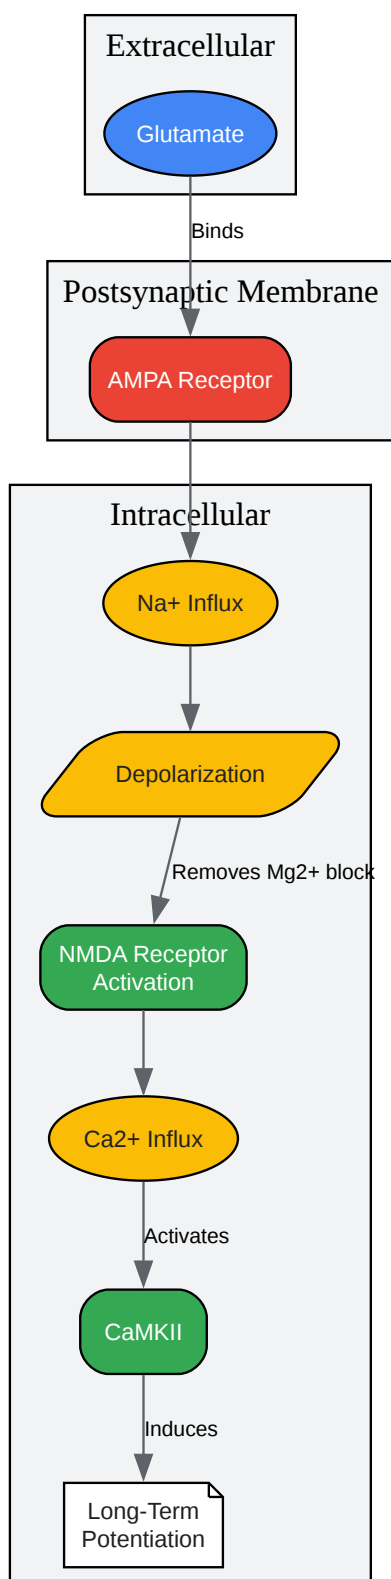 Extracellular
Glutamate
Binds
Postsynaptic Membrane
AMPA Receptor
Intracellular
Na+ Influx
Depolarization
Removes Mg2+ block
NMDA Receptor
Activation
Ca2+ Influx
Activates
CaMKII
Induces
Long-Term
Potentiation